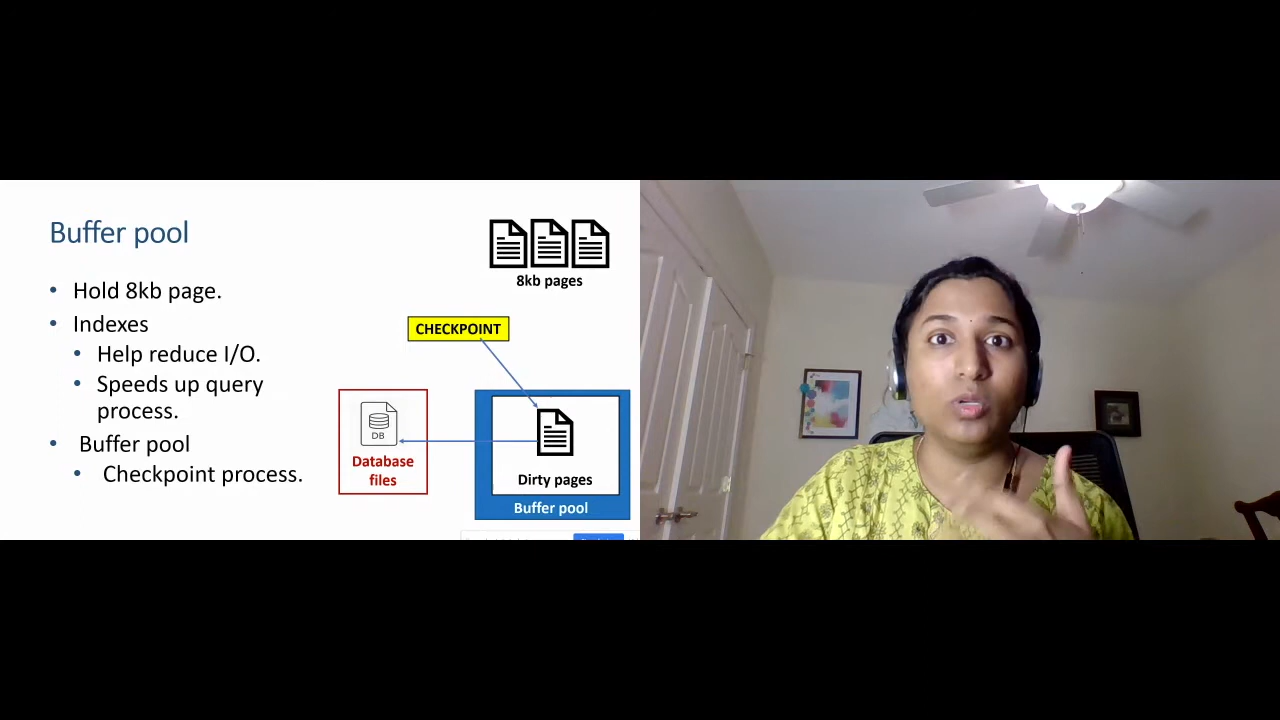 Buffer pool
• Hold 8kb page.
• Indexes
• Help reduce I/O.
• Speeds up query
process.
• Buffer pool
• Checkpoint process.
8kb pages
CHECKPOINT
DB
Database
files
Dirty pages
Buffer pool